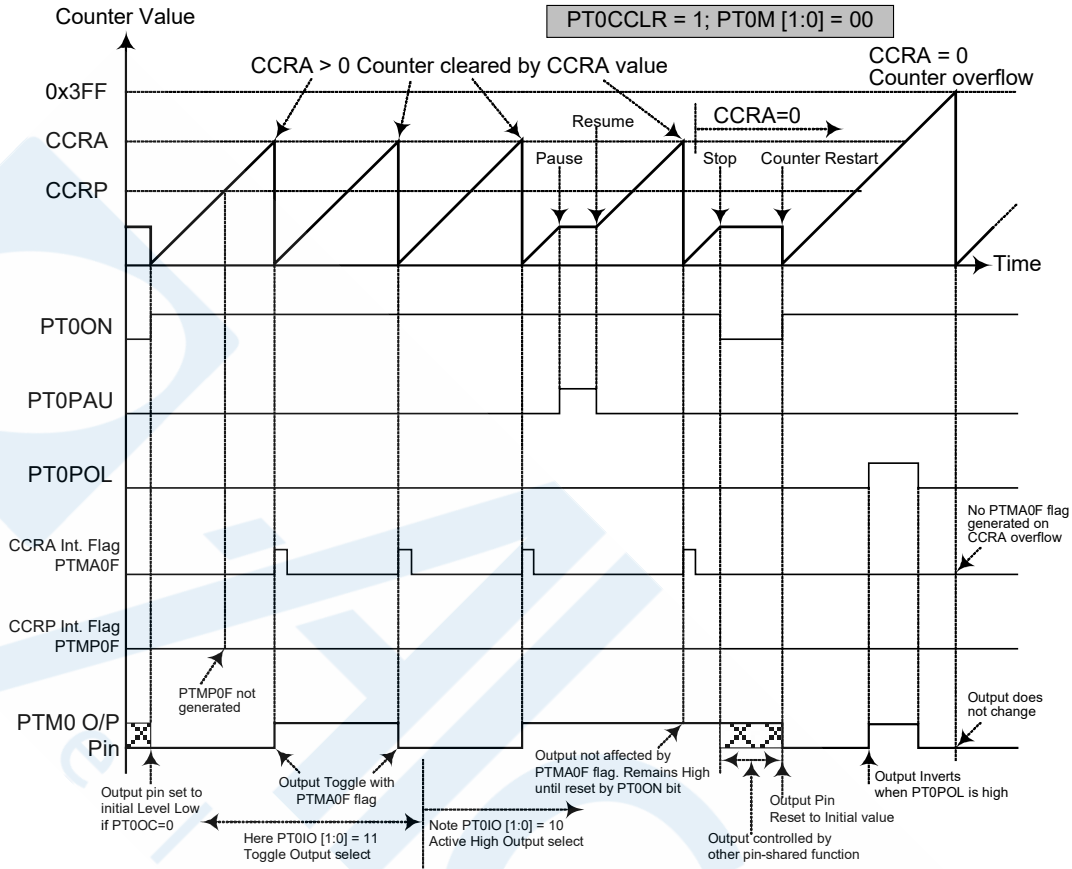 Counter Value
PT0CCLR = 1; PT0M [1:0] = 00
CCRA > 0 Counter cleared by CCRA value
CCRA = 0
Counter overflow
0x3FF
CCRA
CCRP
Resume
CCRA=0
Pause
Stop
Counter Restart
Time
PT0ON
PT0PAU
PT0POL
No PTMA0F flag
generated on
CCRA overflow
CCRA Int. Flag
PTMA0F
CCRP Int. Flag
PTMP0F
PTMP0F not
generated
PTM0 O/P
Pin
Output does
not change
Output pin set to
initial Level Low
if PT0OC=0
Output Toggle with
PTMA0F flag
Here PT0IO [1:0] = 11
Toggle Output select
Note PT0IO [1:0] = 10
Active High Output select
Output not affected by
PTMA0F flag. Remains High
until reset by PT0ON bit
Output controlled by
other pin-shared function
Output Pin
Reset to Initial value
Output Inverts
when PT0POL is high